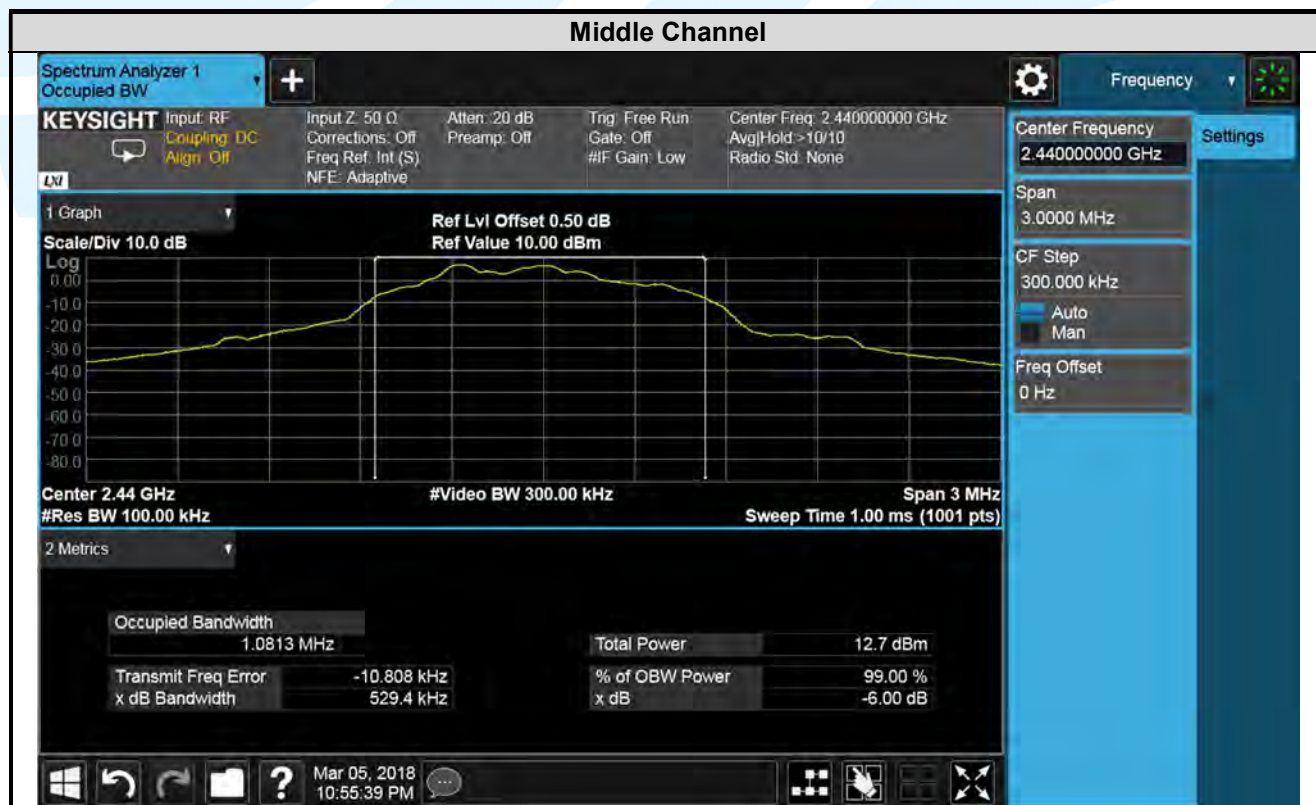 Middle Channel
Spectrum Analyzer 1
Occupied BW
+
Frequency
KEYSIGHT
Input: RF
Coupling: DC
Align: Off
LXI
Input Z: 50 Ω
Corrections: Off
Freq Ref: Int (S)
NFE: Adaptive
Atten: 20 dB
Preamp: Off
Trig: Free Run
Gate: Off
#IF Gain: Low
Center Freq: 2.440000000 GHz
Avg|Hold:>10/10
Radio Std: None
Center Frequency
2.440000000 GHz
Settings
Span
3.0000 MHz
CF Step
300.000 kHz
Auto
Man
Freq Offset
0 Hz
1 Graph
Ref Lvl Offset 0.50 dB
Scale/Div 10.0 dB
Ref Value 10.00 dBm
Log
0.00
-10.0
-20.0
-30.0
-40.0
-50.0
-60.0
-70.0
-80.0
Center 2.44 GHz
#Video BW 300.00 kHz
Span 3 MHz
#Res BW 100.00 kHz
Sweep Time 1.00 ms (1001 pts)
2 Metrics
Occupied Bandwidth
1.0813 MHz
Total Power 12.7 dBm
Transmit Freq Error -10.808 kHz
% of OBW Power 99.00 %
x dB Bandwidth 529.4 kHz
x dB -6.00 dB
?
Mar 05, 2018
10:55:39 PM